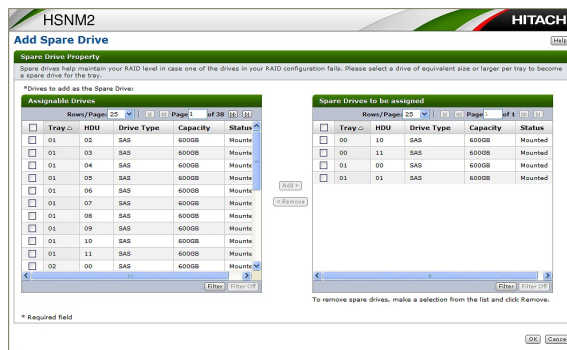 HSNM2
HITACH
Add Spare Drive
Help
Spare Drive Property
Spare drives help maintain your RAID level in case one of the drives in your RAID configuration fails. Please select a drive of equivalent size or larger per tray to become
a spare drive for the tray.
*Drives to add as the Spare Drive:
Assignable Drives
Rows/Page: 25 Page 1 of 38
Tray HDU Drive Type Capacity Status
01 02 SAS 600GB Mounte
01 03 SAS 600GB Mounte
01 04 SAS 600GB Mounte
01 05 SAS 600GB Mounte
01 06 SAS 600GB Mounte
01 07 SAS 600GB Mounte
01 08 SAS 600GB Mounte
01 09 SAS 600GB Mounte
01 10 SAS 600GB Mounte
01 11 SAS 600GB Mounte
02 00 SAS 600GB Mounte
Filter Filter Off
Add >
< Remove
Spare Drives to be assigned
Rows/Page: 25 Page 1 of 1
Tray HDU Drive Type Capacity Status
00 10 SAS 600GB Mounted
00 11 SAS 600GB Mounted
01 00 SAS 600GB Mounted
01 01 SAS 600GB Mounted
Filter Filter Off
To remove spare drives, make a selection from the list and click Remove.
* Required field
OK Cance